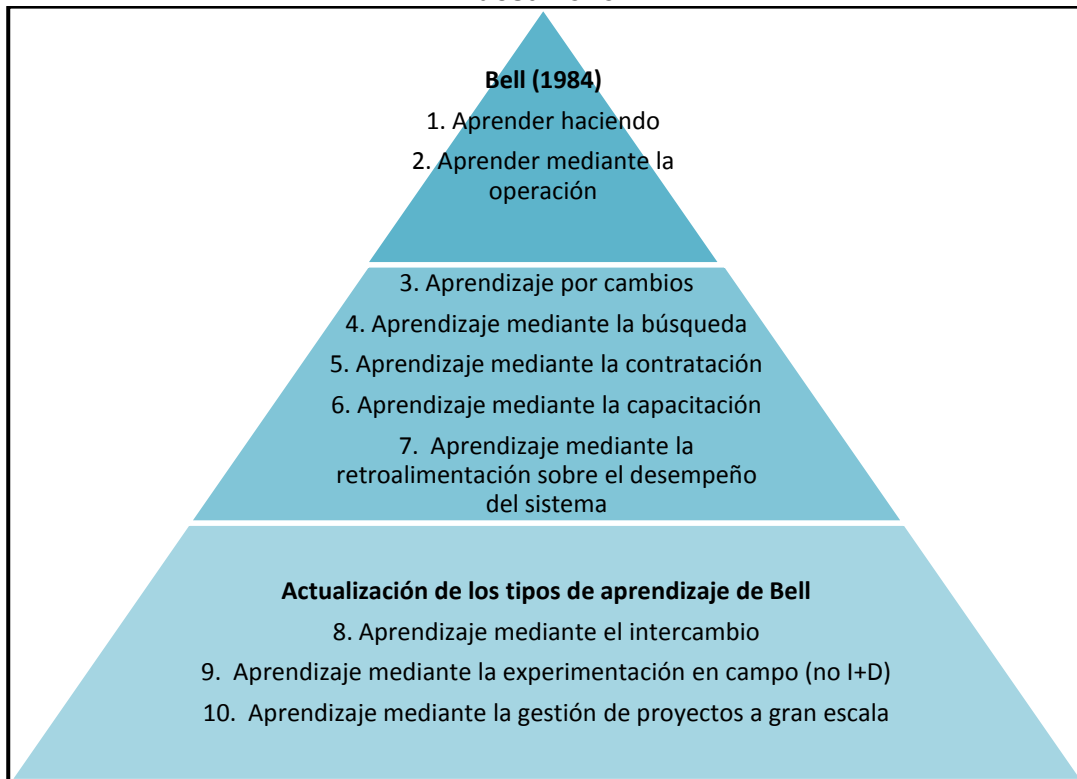 Bell (1984)
1. Aprender haciendo
2. Aprender mediante la
operación
3. Aprendizaje por cambios
4. Aprendizaje mediante la búsqueda
5. Aprendizaje mediante la contratación
6. Aprendizaje mediante la capacitación
7. Aprendizaje mediante la
retroalimentación sobre el desempeño
del sistema
Actualización de los tipos de aprendizaje de Bell
8. Aprendizaje mediante el intercambio
9. Aprendizaje mediante la experimentación en campo (no I+D)
10. Aprendizaje mediante la gestión de proyectos a gran escala